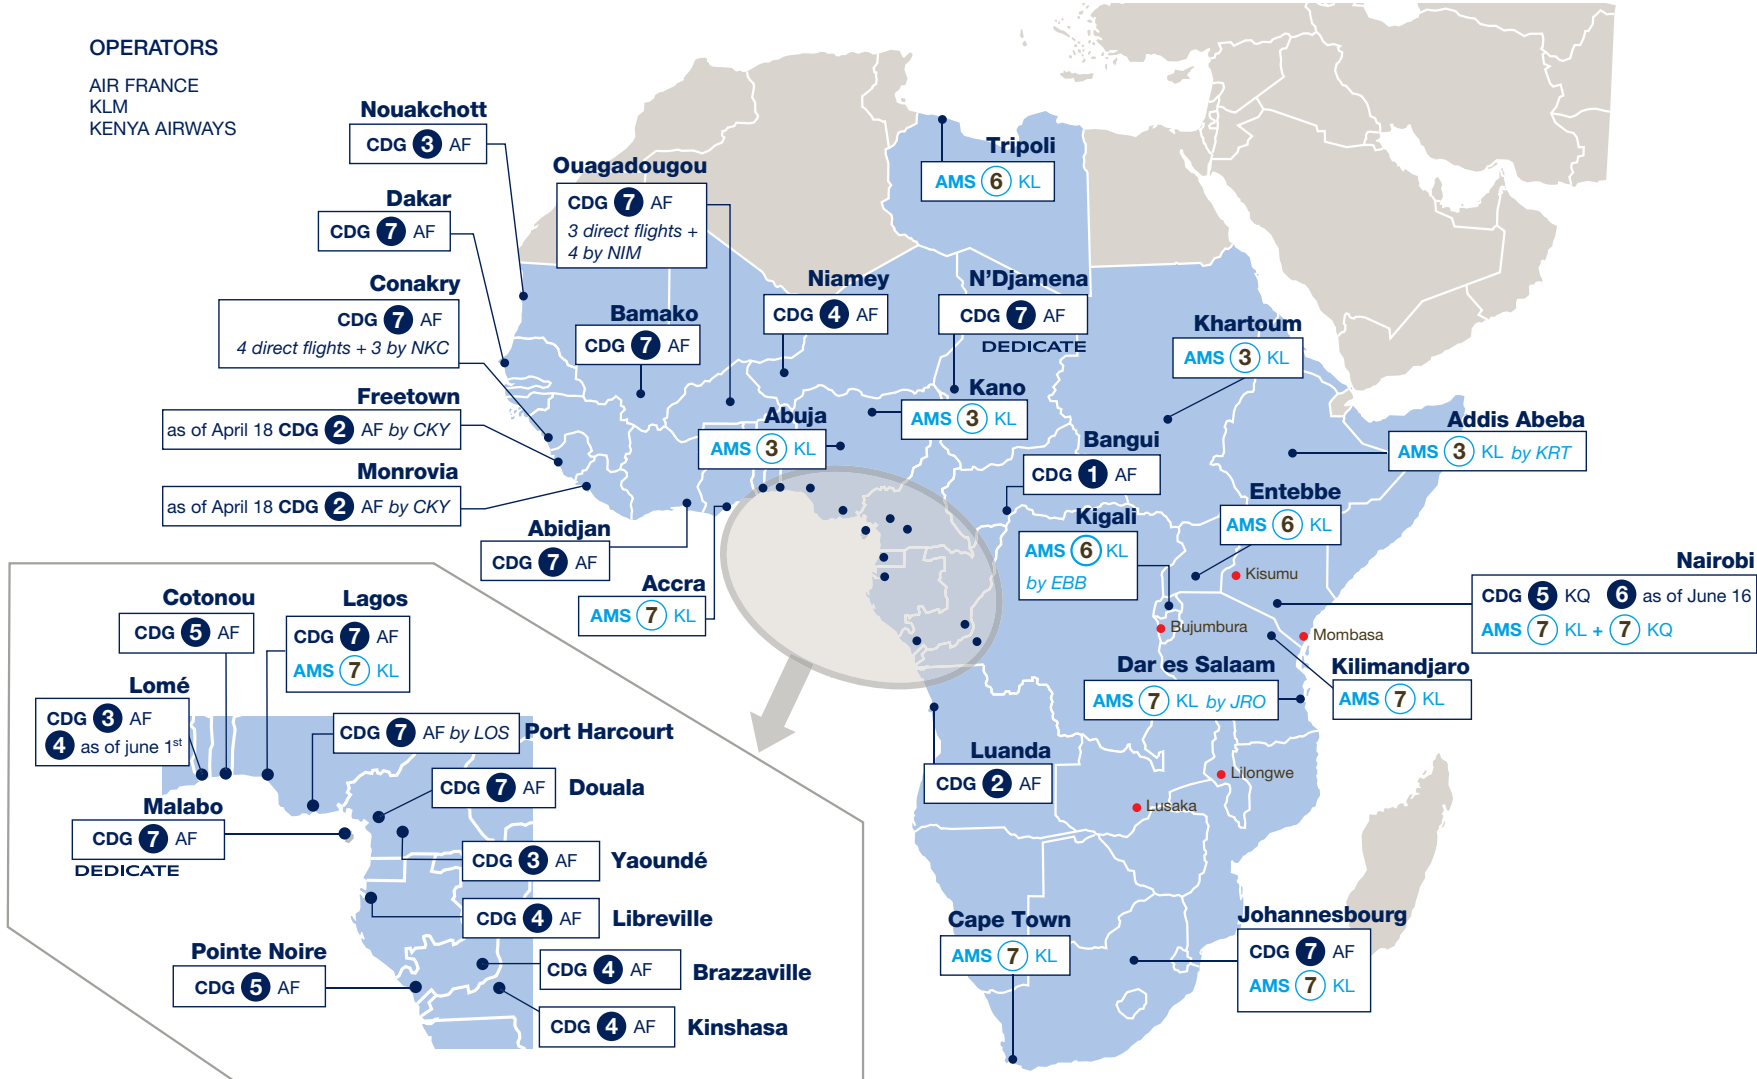 OPERATORS
AIR FRANCE
KLM
KENYA AIRWAYS
Nouakchott
CDG 3 AF
Dakar
CDG 7 AF
Conakry
CDG 7 AF
4 direct flights + 3 by NKC
Freetown
as of April 18 CDG 2 AF by CKY
Monrovia
as of April 18 CDG 2 AF by CKY
Ouagadougou
CDG 7 AF
3 direct flights +
4 by NIM
Bamako
CDG 7 AF
Niamey
CDG 4 AF
Tripoli
AMS 6 KL
N'Djamena
CDG 7 AF
DEDICATE
Kano
AMS 3 KL
Abuja
AMS 3 KL
Khartoum
AMS 3 KL
Addis Abeba
AMS 3 KL by KRT
Bangui
CDG 1 AF
Entebbe
AMS 6 KL
Kigali
AMS 6 KL
by EBB
Abidjan
CDG 7 AF
Accra
AMS 7 KL
Kisumu
Nairobi
CDG 5 KQ 6 as of June 16
AMS 7 KL + 7 KQ
Bujumbura
Mombasa
Kilimandjaro
AMS 7 KL
Dar es Salaam
AMS 7 KL by JRO
Luanda
CDG 2 AF
Lilongwe
Lusaka
Cape Town
AMS 7 KL
Johannesbourg
CDG 7 AF
AMS 7 KL
Cotonou
CDG 5 AF
Lagos
CDG 7 AF
AMS 7 KL
Lomé
CDG 3 AF
4 as of june 1st
CDG 7 AF by LOS Port Harcourt
Malabo
CDG 7 AF
DEDICATE
CDG 7 AF Douala
CDG 3 AF Yaoundé
CDG 4 AF Libreville
Pointe Noire
CDG 5 AF
CDG 4 AF Brazzaville
CDG 4 AF Kinshasa